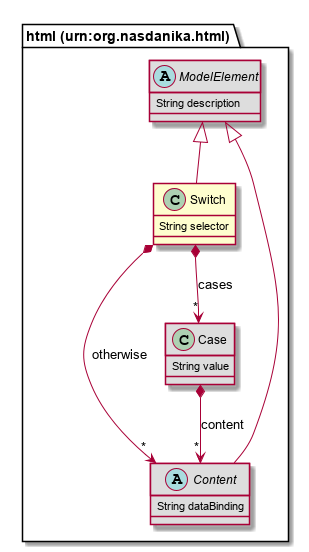 html (urn:org.nasdanika.html)
A ModelElement
String description
C Switch
String selector
cases
*
C Case
String value
otherwise
content
*
*
A Content
String dataBinding